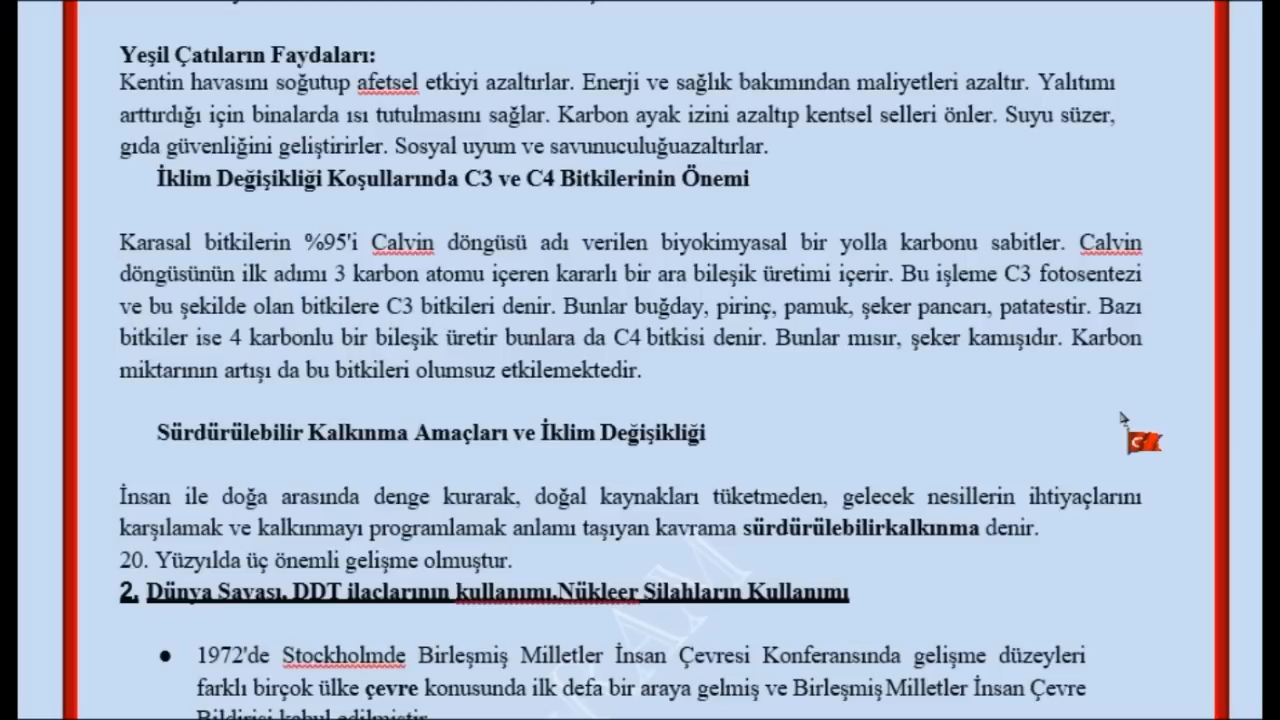 Yeşil Çatıların Faydaları:
Kentin havasını soğutup afetsel etkiyi azaltırlar. Enerji ve sağlık bakımından maliyetleri azaltır. Yalıtımı
arttırdığı için binalarda ısı tutulmasını sağlar. Karbon ayak izini azaltıp kentsel selleri önler. Suyu süzer,
gıda güvenliğini geliştirirler. Sosyal uyum ve savunuculuğuazaltırlar.
İklim Değişikliği Koşullarında C3 ve C4 Bitkilerinin Önemi
Karasal bitkilerin %95'i Calvin döngüsü adı verilen biyokimyasal bir yolla karbonu sabitler. Calvin
döngüsünün ilk adımı 3 karbon atomu içeren kararlı bir ara bileşik üretimi içerir. Bu işleme C3 fotosentezi
ve bu şekilde olan bitkilere C3 bitkileri denir. Bunlar buğday, pirinç, pamuk, şeker pancarı, patatestir. Bazı
bitkiler ise 4 karbonlu bir bileşik üretir bunlara da C4 bitkisi denir. Bunlar mısır, şeker kamışıdır. Karbon
miktarının artışı da bu bitkileri olumsuz etkilemektedir.
Sürdürülebilir Kalkınma Amaçları ve İklim Değişikliği
İnsan ile doğa arasında denge kurarak, doğal kaynakları tüketmeden, gelecek nesillerin ihtiyaçlarını
karşılamak ve kalkınmayı programlamak anlamı taşıyan kavrama sürdürülebilirkalkınma denir.
20. Yüzyılda üç önemli gelişme olmuştur.
2. Dünya Savaşı, DDT ilaçlarının kullanımı,Nükleer Silahların Kullanımı
● 1972'de Stockholmde Birleşmiş Milletler İnsan Çevresi Konferansında gelişme düzeyleri
farklı birçok ülke çevre konusunda ilk defa bir araya gelmiş ve Birleşmiş Milletler İnsan Çevre
Bildirisi kabul edilmiştir.